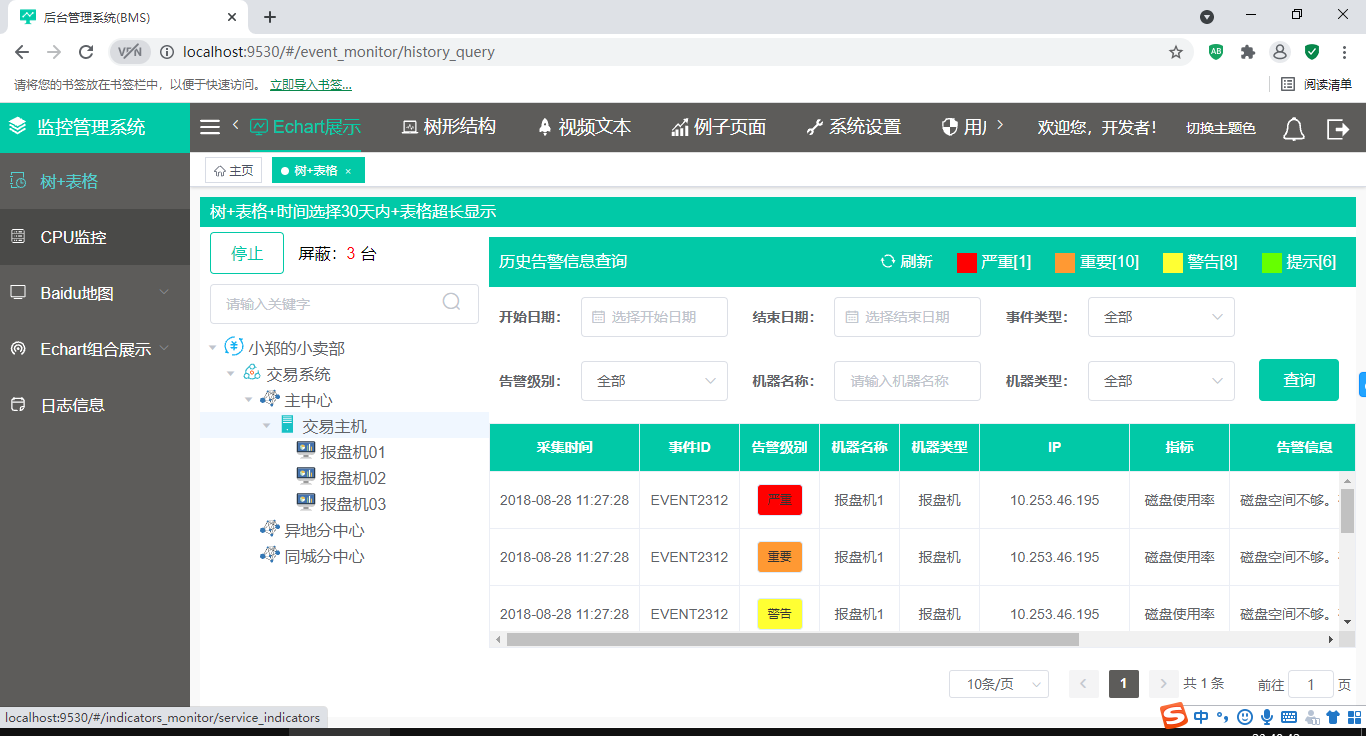 后台管理系统(BMS)
VPN localhost:9530/#/event_monitor/history_query
请将您的书签放在书签栏中，以便于快速访问。 立即导入书签... 阅读清单
监控管理系统 Echart展示 树形结构 视频文本 例子页面 系统设置 欢迎您，开发者！ 切换主题色
主页 树+表格 ×
树+表格
CPU监控
Baidu地图
Echart组合展示
日志信息
树+表格+时间选择30天内+表格超长显示
停止 屏蔽：3 台
请输入关键字
小郑的小卖部
交易系统
主中心
交易主机
报盘机01
报盘机02
报盘机03
异地分中心
同城分中心
历史告警信息查询 刷新 严重[1] 重要[10] 警告[8] 提示[6]
开始日期： 选择开始日期 结束日期： 选择结束日期 事件类型： 全部
告警级别： 全部 机器名称： 请输入机器名称 机器类型： 全部 查询
采集时间 事件ID 告警级别 机器名称 机器类型 IP 指标 告警信息
2018-08-28 11:27:28 EVENT2312 严重 报盘机1 报盘机 10.253.46.195 磁盘使用率 磁盘空间不够。
2018-08-28 11:27:28 EVENT2312 重要 报盘机1 报盘机 10.253.46.195 磁盘使用率 磁盘空间不够。
2018-08-28 11:27:28 EVENT2312 警告 报盘机1 报盘机 10.253.46.195 磁盘使用率 磁盘空间不够。
10条/页 1 共 1 条 前往 1 页
localhost:9530/#/indicators_monitor/service_indicators
中